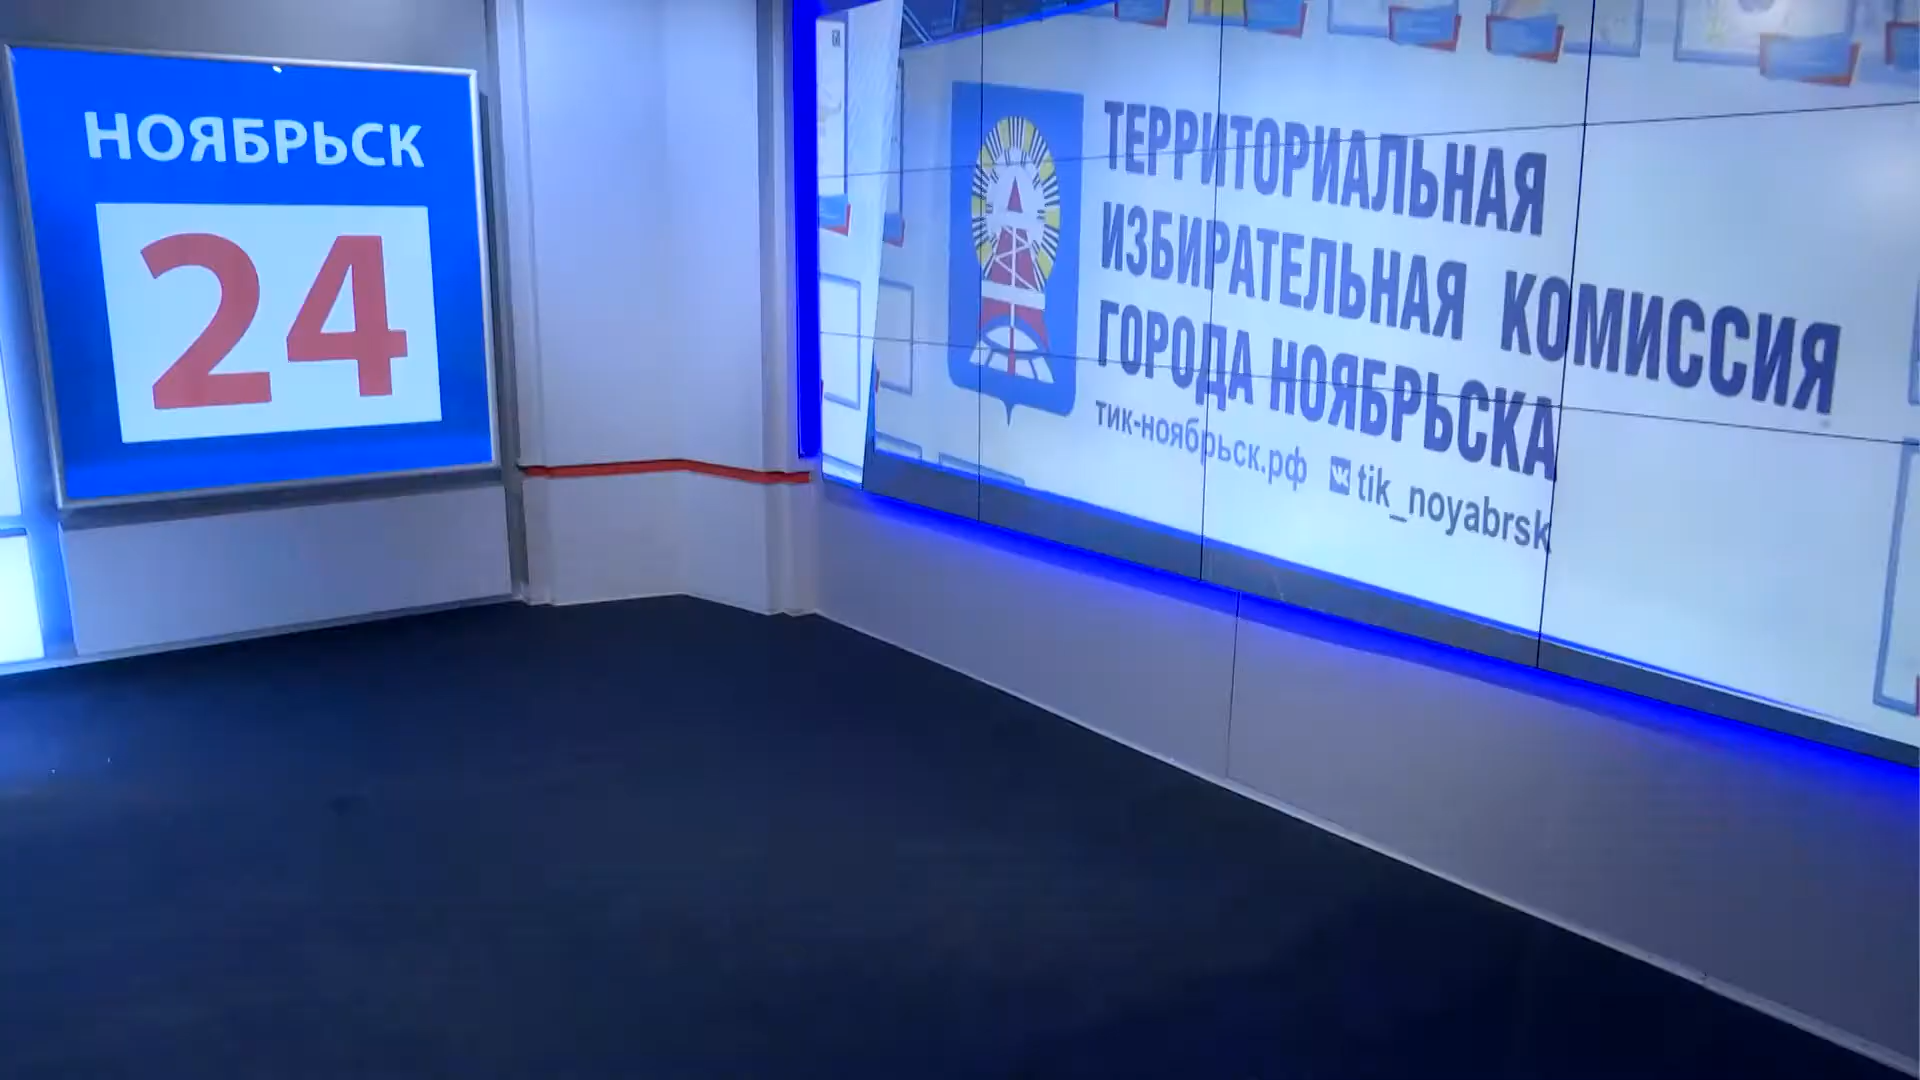 НОЯБРЬСК
24
ТЕРРИТОРИАЛЬНАЯ
ИЗБИРАТЕЛЬНАЯ КОМИССИЯ
ГОРОДА НОЯБРЬСКА
тик-ноябрьск.рф tik_noyabrsk